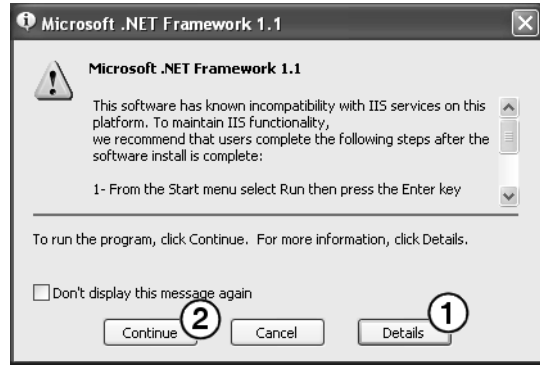 Microsoft .NET Framework 1.1
Microsoft .NET Framework 1.1
This software has known incompatibility with IIS services on this
platform. To maintain IIS functionality,
we recommend that users complete the following steps after the
software install is complete:
1- From the Start menu select Run then press the Enter key
To run the program, click Continue. For more information, click Details.
Don't display this message again
Continue 2 Cancel Details 1